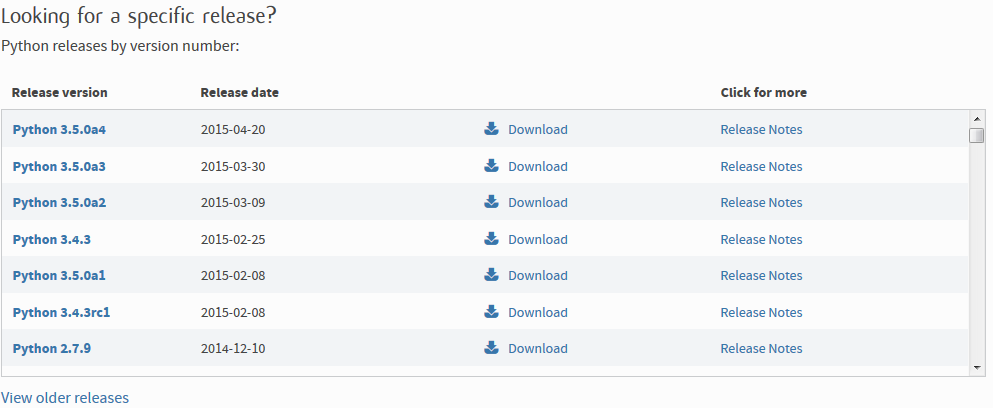 Looking for a specific release?
Python releases by version number:
Release version Release date Click for more
Python 3.5.0a4 2015-04-20 Download Release Notes
Python 3.5.0a3 2015-03-30 Download Release Notes
Python 3.5.0a2 2015-03-09 Download Release Notes
Python 3.4.3 2015-02-25 Download Release Notes
Python 3.5.0a1 2015-02-08 Download Release Notes
Python 3.4.3rc1 2015-02-08 Download Release Notes
Python 2.7.9 2014-12-10 Download Release Notes
View older releases